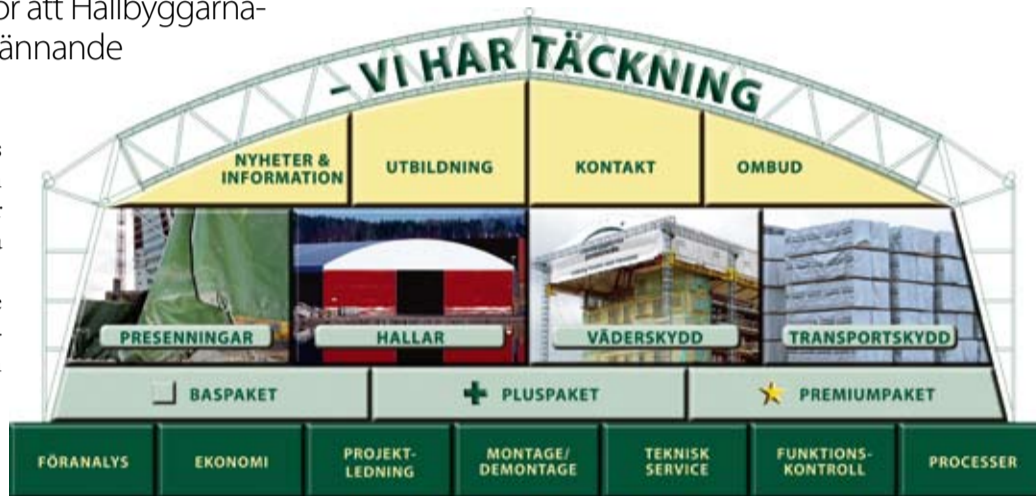 ör att Hallbyggarna-
ännande
– VI HAR TÄCKNING
NYHETER &
INFORMATION
UTBILDNING
KONTAKT
OMBUD
PRESENNINGAR
HALLAR
VÄDERSKYDD
TRANSPORTSKYDD
BASPAKET
PLUSPAKET
PREMIUMPAKET
FÖRANALYS
EKONOMI
PROJEKT-
LEDNING
MONTAGE/
DEMONTAGE
TEKNISK
SERVICE
FUNKTIONS-
KONTROLL
PROCESSER